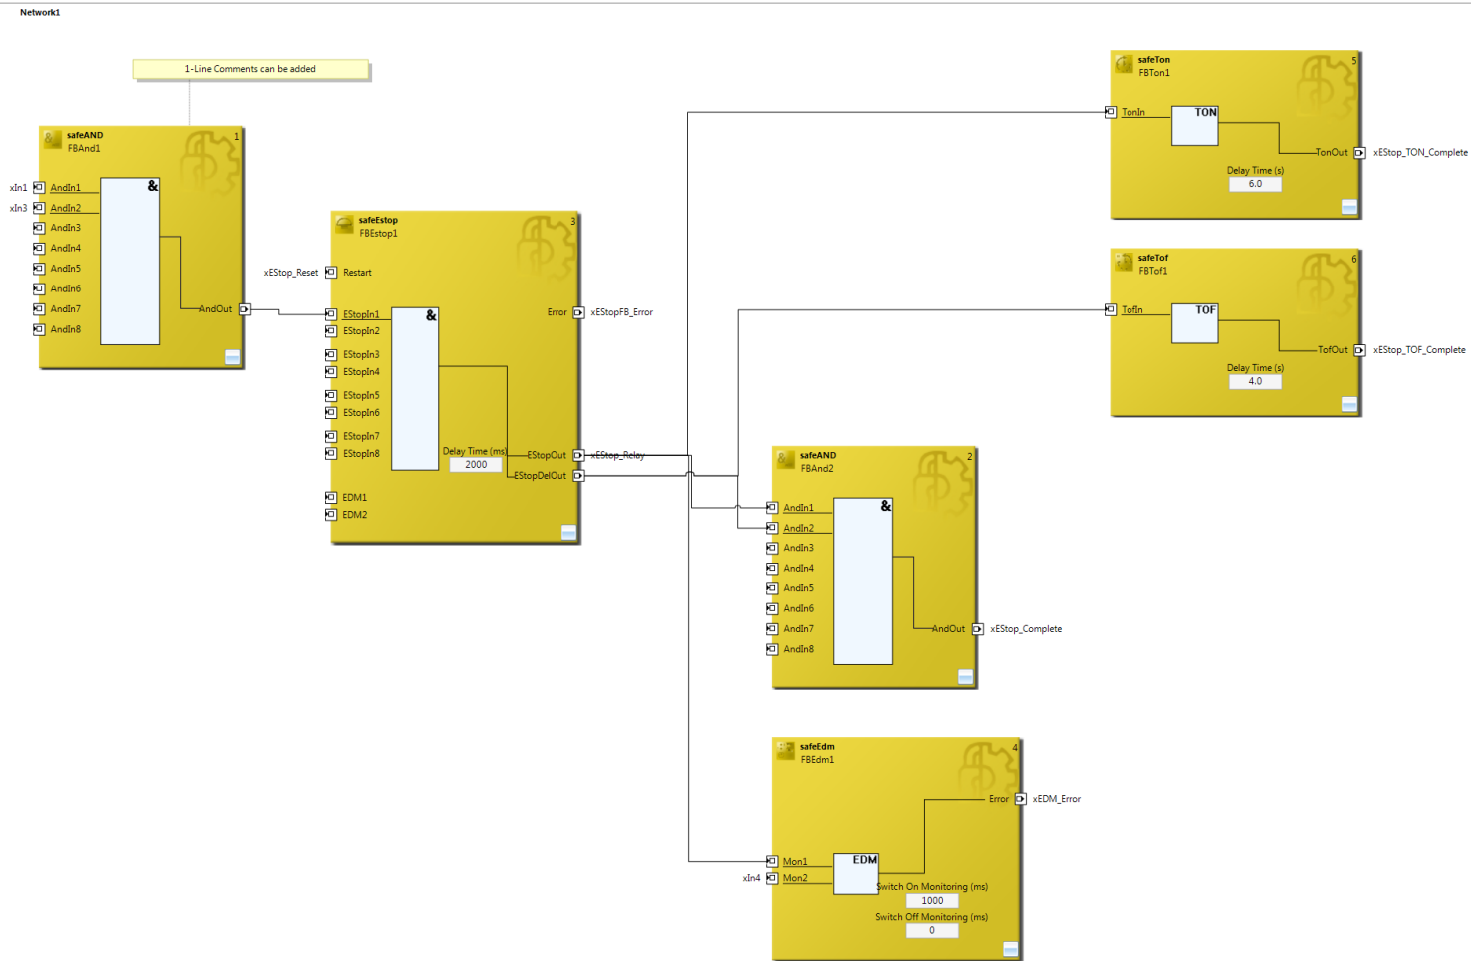 Network1
1-Line Comments can be added
safeAND
1
FBAnd1
&
xIn1
AndIn1
xIn3
AndIn2
AndIn3
AndIn4
AndIn5
AndIn6
AndIn7
AndIn8
AndOut
safeEstop
3
FBEstop1
xEStop_Reset
Restart
&
EStopIn1
EStopIn2
EStopIn3
EStopIn4
EStopIn5
EStopIn6
EStopIn7
EStopIn8
EDM1
EDM2
Error
xEStopFB_Error
Delay Time (ms)
2000
EStopOut
xEStop_Relay
EStopDelOut
safeTon
5
FBTon1
TonIn
TON
TonOut
xEStop_TON_Complete
Delay Time (s)
6.0
safeTof
6
FBTof1
TofIn
TOF
TofOut
xEStop_TOF_Complete
Delay Time (s)
4.0
safeAND
2
FBAnd2
&
AndIn1
AndIn2
AndIn3
AndIn4
AndIn5
AndIn6
AndIn7
AndIn8
AndOut
xEStop_Complete
safeEdm
4
FBEdm1
Error
xEDM_Error
Mon1
EDM
xIn4
Mon2
Switch On Monitoring (ms)
1000
Switch Off Monitoring (ms)
0